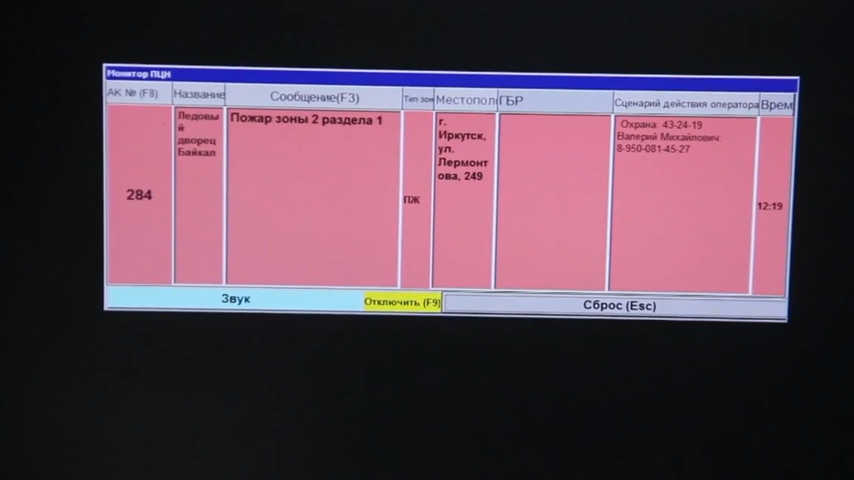 Монитор ПЦН
АК № (F8)
Название
Сообщение(F3)
Тип зон
Местопол
ГБР
Сценарий действия оператора
Врем
284
Ледовы
й
дворец
Байкал
Пожар зоны 2 раздела 1
ПЖ
г.
Иркутск,
ул.
Лермонт
ова, 249
Охрана: 43-24-19
Валерий Михайлович:
8-950-081-45-27
12:19
Звук
Отключить (F9)
Сброс (Esc)